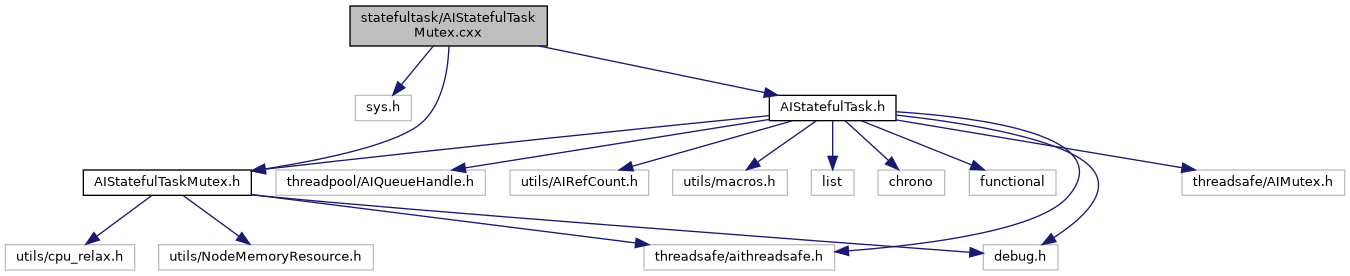 statefultask/AIStatefulTask
Mutex.cxx
sys.h
AIStatefulTask.h
AIStatefulTaskMutex.h
threadpool/AIQueueHandle.h
utils/AIRefCount.h
utils/macros.h
list
chrono
functional
threadsafe/AIMutex.h
utils/cpu_relax.h
utils/NodeMemoryResource.h
threadsafe/aithreadsafe.h
debug.h